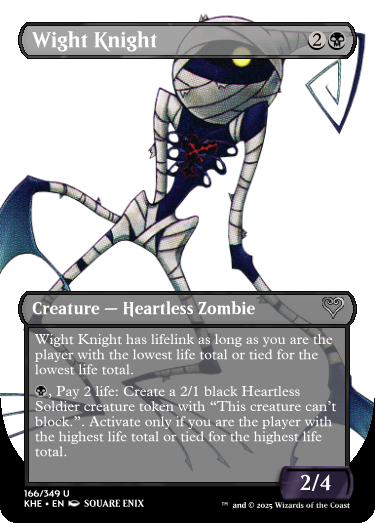 Wight Knight 2
Creature — Heartless Zombie
Wight Knight has lifelink as long as you are the
player with the lowest life total or tied for the
lowest life total.
, Pay 2 life: Create a 2/1 black Heartless
Soldier creature token with “This creature can't
block.”. Activate only if you are the player with
the highest life total or tied for the highest life
total.
2/4
166/349 U
KHE • EN SQUARE ENIX
™ and © 2025 Wizards of the Coast